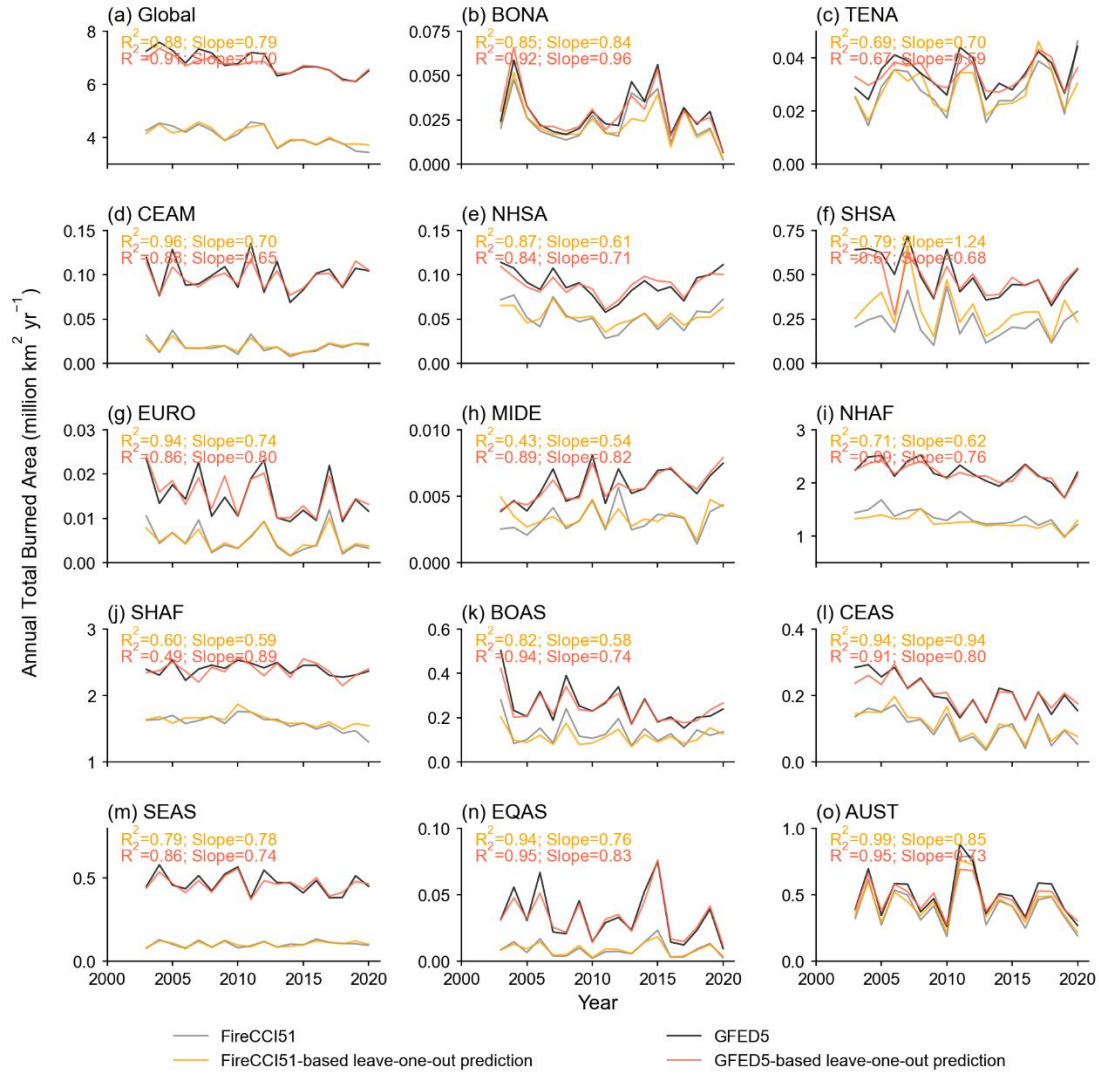 Annual Total Burned Area (million km² yr⁻¹)
(a) Global
R²=0.88; Slope=0.79
8
6
4
(b) BONA
R²=0.85; Slope=0.84
R²=0.92; Slope=0.96
0.075
0.050
0.025
0.000
(c) TENA
R²=0.69; Slope=0.70
0.04
0.02
0.00
(d) CEAM
R²=0.96; Slope=0.70
R²=0.88; Slope=0.65
0.15
0.10
0.05
0.00
(e) NHSA
R²=0.87; Slope=0.61
R²=0.84; Slope=0.71
0.15
0.10
0.05
0.00
(f) SHSA
R²=0.79; Slope=1.24
R²=0.67; Slope=0.68
0.75
0.50
0.25
0.00
(g) EURO
R²=0.94; Slope=0.74
R²=0.86; Slope=0.80
0.03
0.02
0.01
0.00
(h) MIDE
R²=0.43; Slope=0.54
R²=0.89; Slope=0.82
0.010
0.005
0.000
(i) NHAF
R²=0.71; Slope=0.62
Slope=0.76
3
2
1
(j) SHAF
R²=0.60; Slope=0.59
R²=0.49; Slope=0.89
3
2
1
(k) BOAS
R²=0.82; Slope=0.58
R²=0.94; Slope=0.74
0.6
0.4
0.2
0.0
(l) CEAS
R²=0.94; Slope=0.94
R²=0.91; Slope=0.80
0.4
0.2
0.0
(m) SEAS
R²=0.79; Slope=0.78
R²=0.86; Slope=0.74
0.5
0.0
2000 2005 2010 2015 2020
(n) EQAS
R²=0.94; Slope=0.76
R²=0.95; Slope=0.83
0.10
0.05
0.00
2000 2005 2010 2015 2020
(o) AUST
R²=0.99; Slope=0.85
R²=0.95; Slope=0.73
1.0
0.5
0.0
2000 2005 2010 2015 2020
Year
FireCCI51
FireCCI51-based leave-one-out prediction
GFED5
GFED5-based leave-one-out prediction